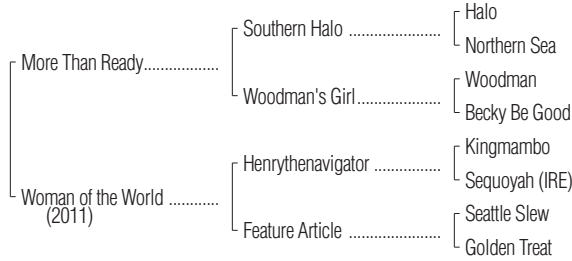 Halo
Southern Halo ....................
Northern Sea
More Than Ready................
Woodman
Woodman's Girl..................
Becky Be Good
Kingmambo
Henrythenavigator ..............
Sequoyah (IRE)
Woman of the World ...........
(2011)
Seattle Slew
Feature Article ....................
Golden Treat